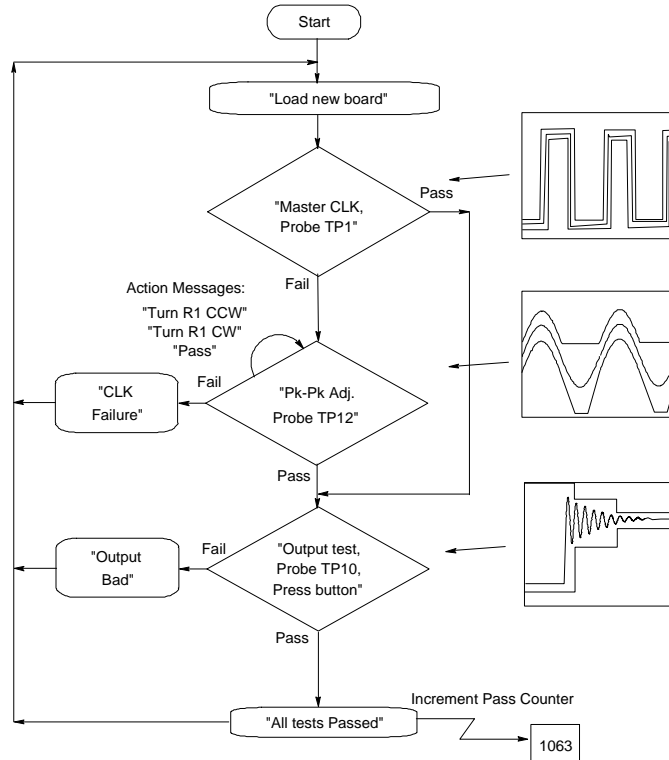 Start
"Load new board"
"Master CLK,
Probe TP1"
Pass
Fail
Action Messages:
"Turn R1 CCW"
"Turn R1 CW"
"Pass"
Fail
"Pk-Pk Adj.
Probe TP12"
"CLK
Failure"
Pass
"Output test,
Probe TP10,
Press button"
Fail
"Output
Bad"
Pass
"All tests Passed"
Increment Pass Counter
1063